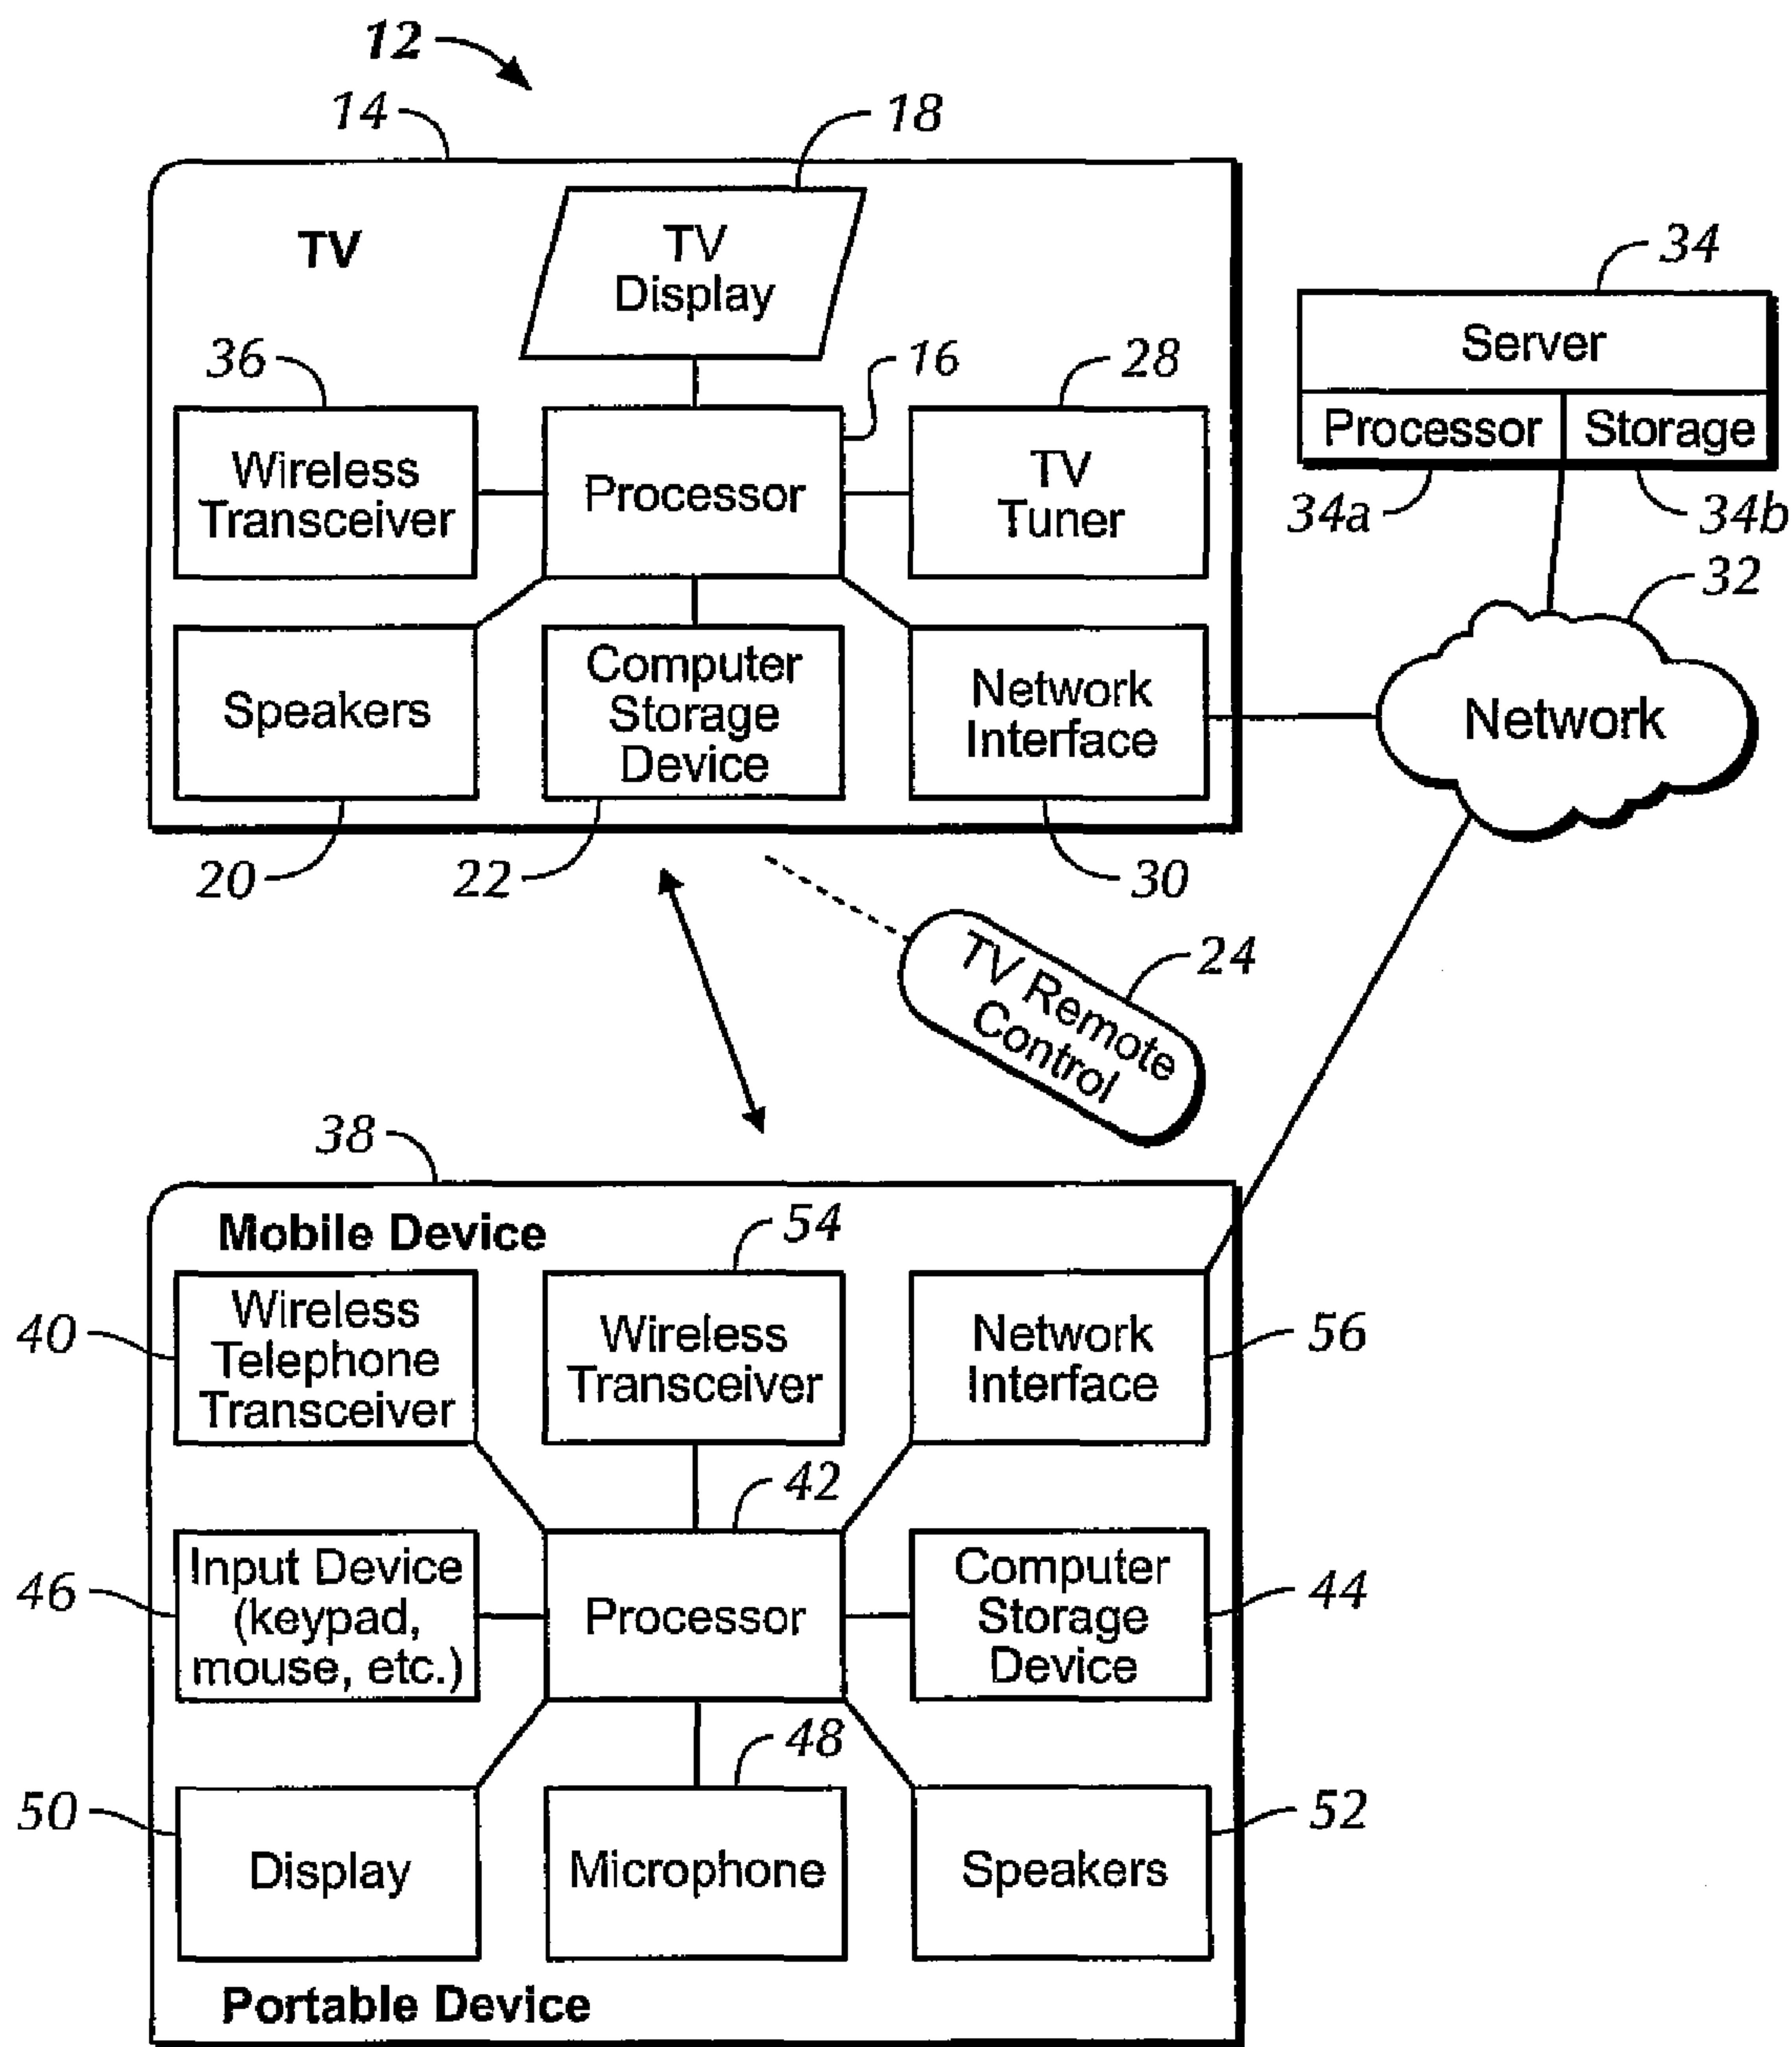 12
14
18
TV
TV
Display
34
Server
Processor
Storage
34a
34b
36
16
28
Wireless
Transceiver
Processor
TV
Tuner
32
Network
Speakers
Computer
Storage
Device
Network
Interface
20
22
30
TV Remote
Control
24
38
Mobile Device
54
40
Wireless
Telephone
Transceiver
Wireless
Transceiver
Network
Interface
56
42
46
Input Device
(keypad,
mouse, etc.)
Processor
Computer
Storage
Device
44
48
50
Display
Microphone
Speakers
52
Portable Device